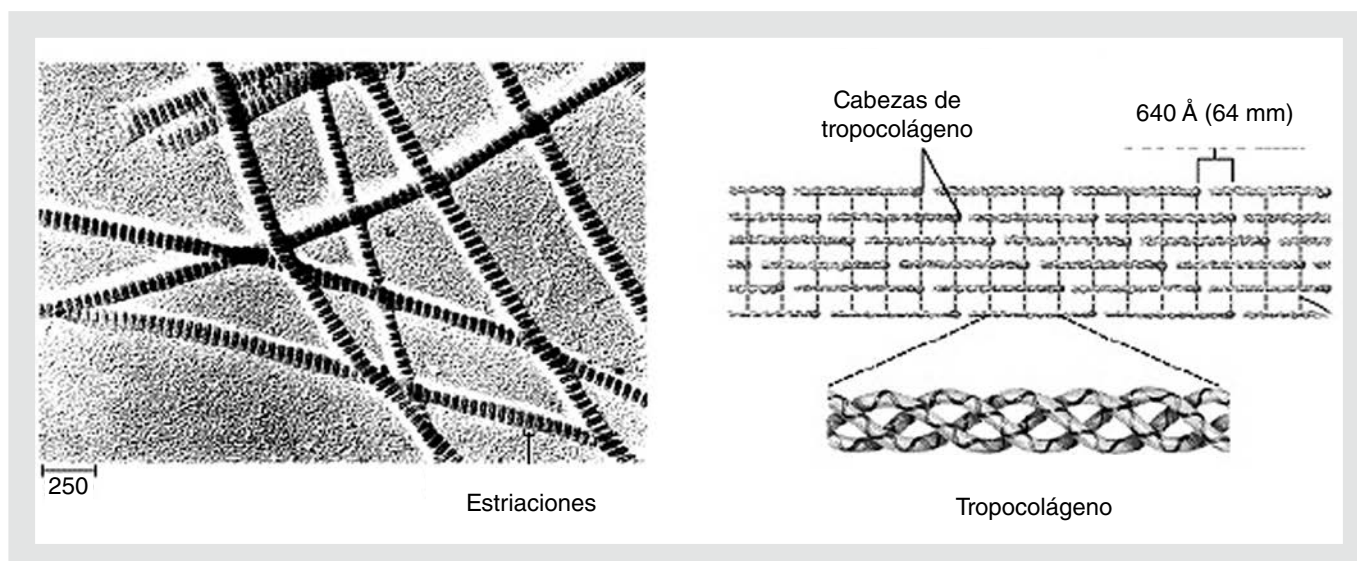 Cabezas de
tropocolágeno
640 Å (64 mm)
250
Estriaciones
Tropocolágeno